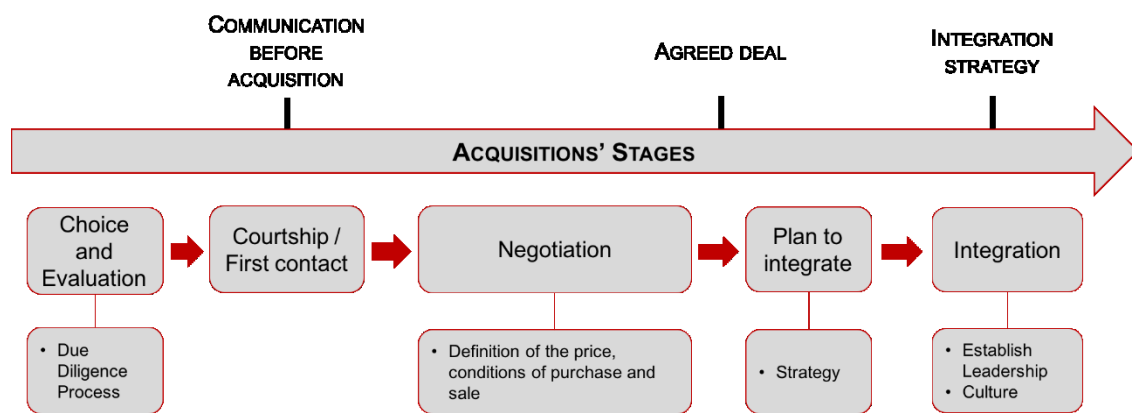 COMMUNICATION
BEFORE
ACQUISITION
AGREED DEAL
INTEGRATION
STRATEGY
ACQUISITIONS' STAGES
Choice
and
Evaluation
Courtship /
First contact
Negotiation
Plan to
integrate
Integration
• Due
Diligence
Process
• Definition of the price,
conditions of purchase and
sale
• Strategy
• Establish
Leadership
• Culture